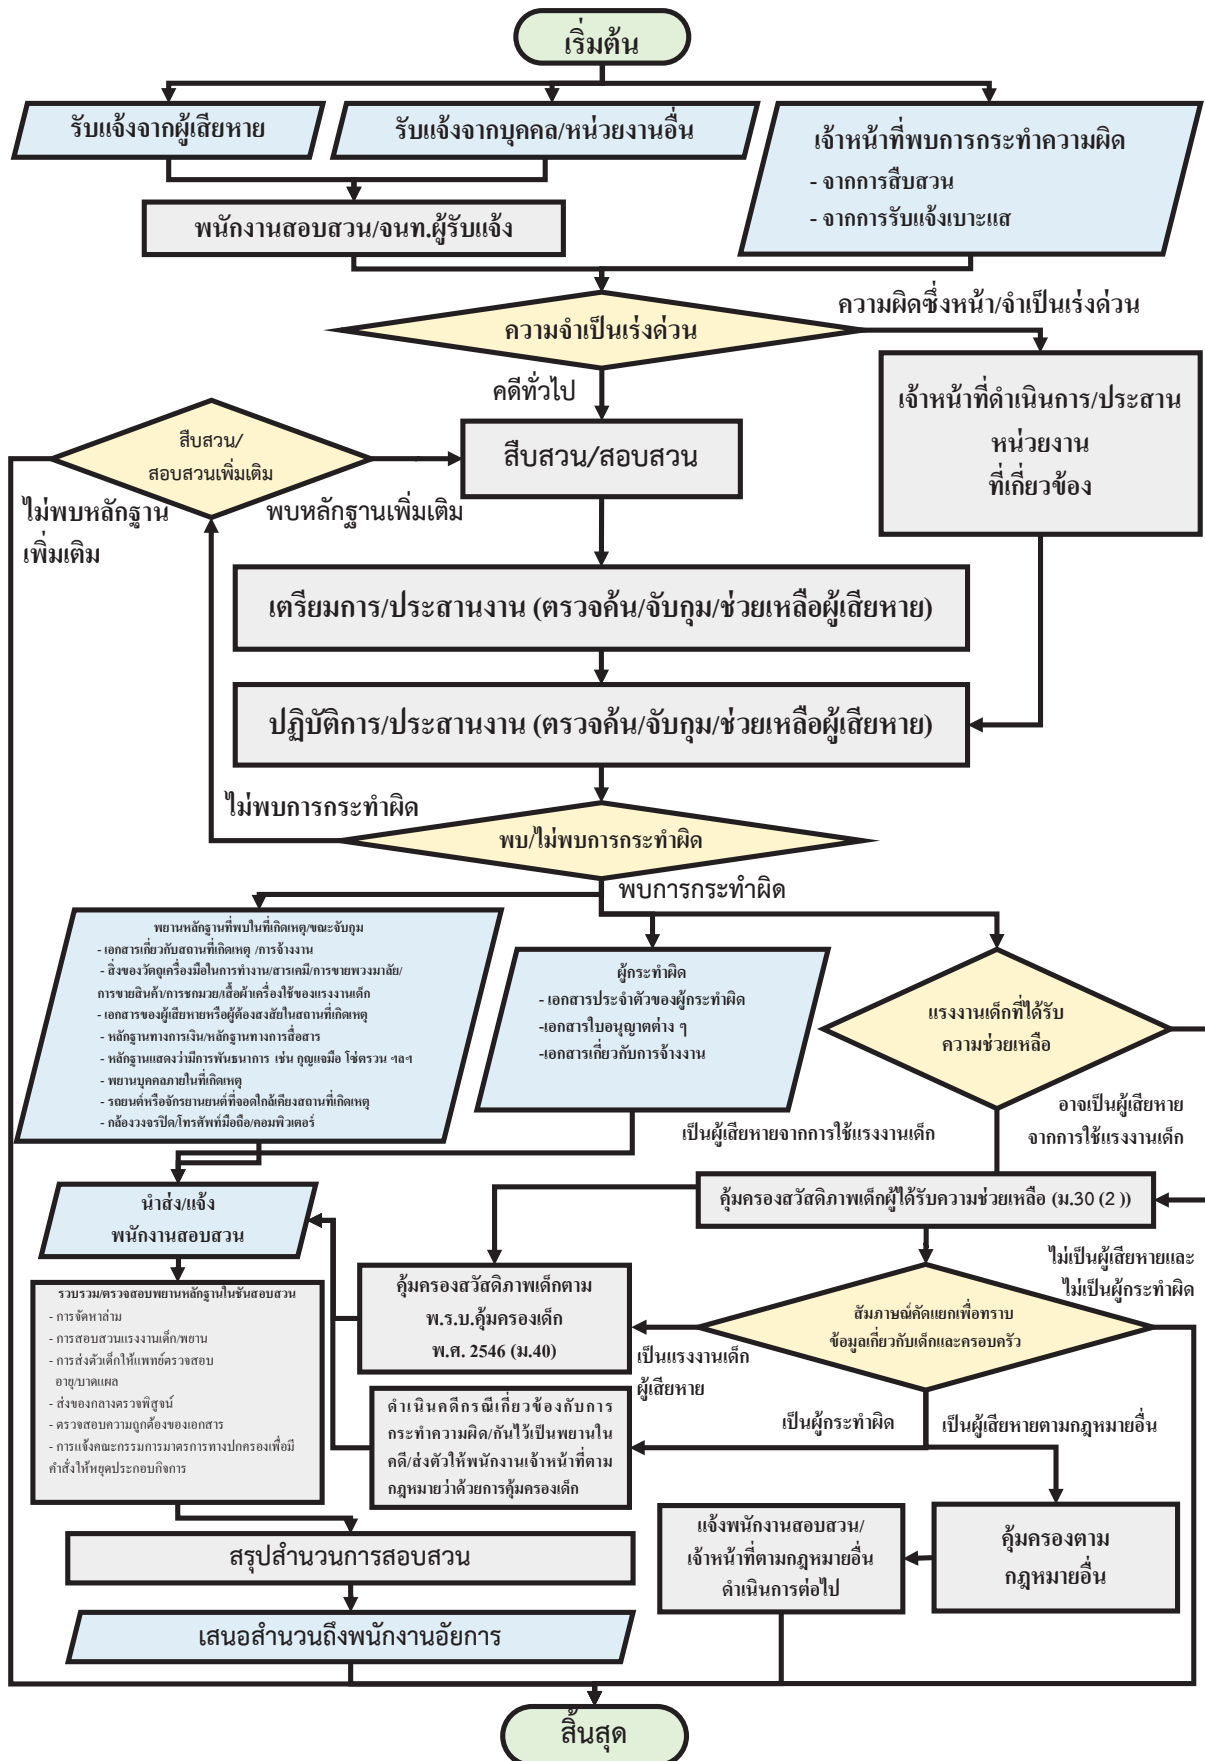 เริ่มต้น
รับแจ้งจากผู้เสียหาย
รับแจ้งจากบุคคล/หน่วยงานอื่น
เจ้าหน้าที่พบการกระทำความผิด
- จากการสืบสวน
- จากการรับแจ้งเบาะแส
พนักงานสอบสวน/จนท.ผู้รับแจ้ง
ความจำเป็นเร่งด่วน
ความผิดซึ่งหน้า/จำเป็นเร่งด่วน
คดีทั่วไป
เจ้าหน้าที่ดำเนินการ/ประสาน
หน่วยงาน
ที่เกี่ยวข้อง
สืบสวน/
สอบสวนเพิ่มเติม
สืบสวน/สอบสวน
ไม่พบหลักฐาน
เพิ่มเติม
พบหลักฐานเพิ่มเติม
เตรียมการ/ประสานงาน (ตรวจค้น/จับกุม/ช่วยเหลือผู้เสียหาย)
ปฏิบัติการ/ประสานงาน (ตรวจค้น/จับกุม/ช่วยเหลือผู้เสียหาย)
ไม่พบการกระทำผิด
พบ/ไม่พบการกระทำผิด
พบการกระทำผิด
พยานหลักฐานที่พบในที่เกิดเหตุ/ขณะจับกุม
- เอกสารเกี่ยวกับสถานที่เกิดเหตุ /การจ้างงาน
- สิ่งของวัตถุเครื่องมือในการทำงาน/สารเคมี/การขายพวงมาลัย/
การขายสินค้า/การชกมวย/เสื้อผ้าเครื่องใช้ของแรงงานเด็ก
- เอกสารของผู้เสียหายหรือผู้ต้องสงสัยในสถานที่เกิดเหตุ
- หลักฐานทางการเงิน/หลักฐานทางการสื่อสาร
- หลักฐานแสดงว่ามีการพันธนาการ เช่น กุญแจมือ โซ่ตรวน ฯลฯ
- พยานบุคคลภายในที่เกิดเหตุ
- รถยนต์หรือจักรยานยนต์ที่จอดใกล้เคียงสถานที่เกิดเหตุ
- กล้องวงจรปิด/โทรศัพท์มือถือ/คอมพิวเตอร์
ผู้กระทำผิด
- เอกสารประจำตัวของผู้กระทำผิด
-เอกสารใบอนุญาตต่าง ๆ
-เอกสารเกี่ยวกับการจ้างงาน
แรงงานเด็กที่ได้รับ
ความช่วยเหลือ
เป็นผู้เสียหายจากการใช้แรงงานเด็ก
อาจเป็นผู้เสียหาย
จากการใช้แรงงานเด็ก
นำส่ง/แจ้ง
พนักงานสอบสวน
คุ้มครองสวัสดิภาพเด็กผู้ได้รับความช่วยเหลือ (ม.30 (2 ))
ไม่เป็นผู้เสียหายและ
ไม่เป็นผู้กระทำผิด
คุ้มครองสวัสดิภาพเด็กตาม
พ.ร.บ.คุ้มครองเด็ก
พ.ศ. 2546 (ม.40)
สัมภาษณ์คัดแยกเพื่อทราบ
ข้อมูลเกี่ยวกับเด็กและครอบครัว
รวบรวม/ตรวจสอบพยานหลักฐานในชั้นสอบสวน
- การจัดหาล่าม
- การสอบสวนแรงงานเด็ก/พยาน
- การส่งตัวเด็กให้แพทย์ตรวจสอบ
อายุ/บาดแผล
- ส่งของกลางตรวจพิสูจน์
- ตรวจสอบความถูกต้องของเอกสาร
- การแจ้งคณะกรรมการมาตรการทางปกครองเพื่อมี
คำสั่งให้หยุดประกอบกิจการ
เป็นแรงงานเด็ก
ผู้เสียหาย
ดำเนินคดีกรณีเกี่ยวข้องกับการ
กระทำความผิด/กันไว้เป็นพยานใน
คดี/ส่งตัวให้พนักงานเจ้าหน้าที่ตาม
กฎหมายว่าด้วยการคุ้มครองเด็ก
เป็นผู้กระทำผิด
เป็นผู้เสียหายตามกฎหมายอื่น
แจ้งพนักงานสอบสวน/
เจ้าหน้าที่ตามกฎหมายอื่น
ดำเนินการต่อไป
คุ้มครองตาม
กฎหมายอื่น
สรุปสำนวนการสอบสวน
เสนอสำนวนถึงพนักงานอัยการ
สิ้นสุด